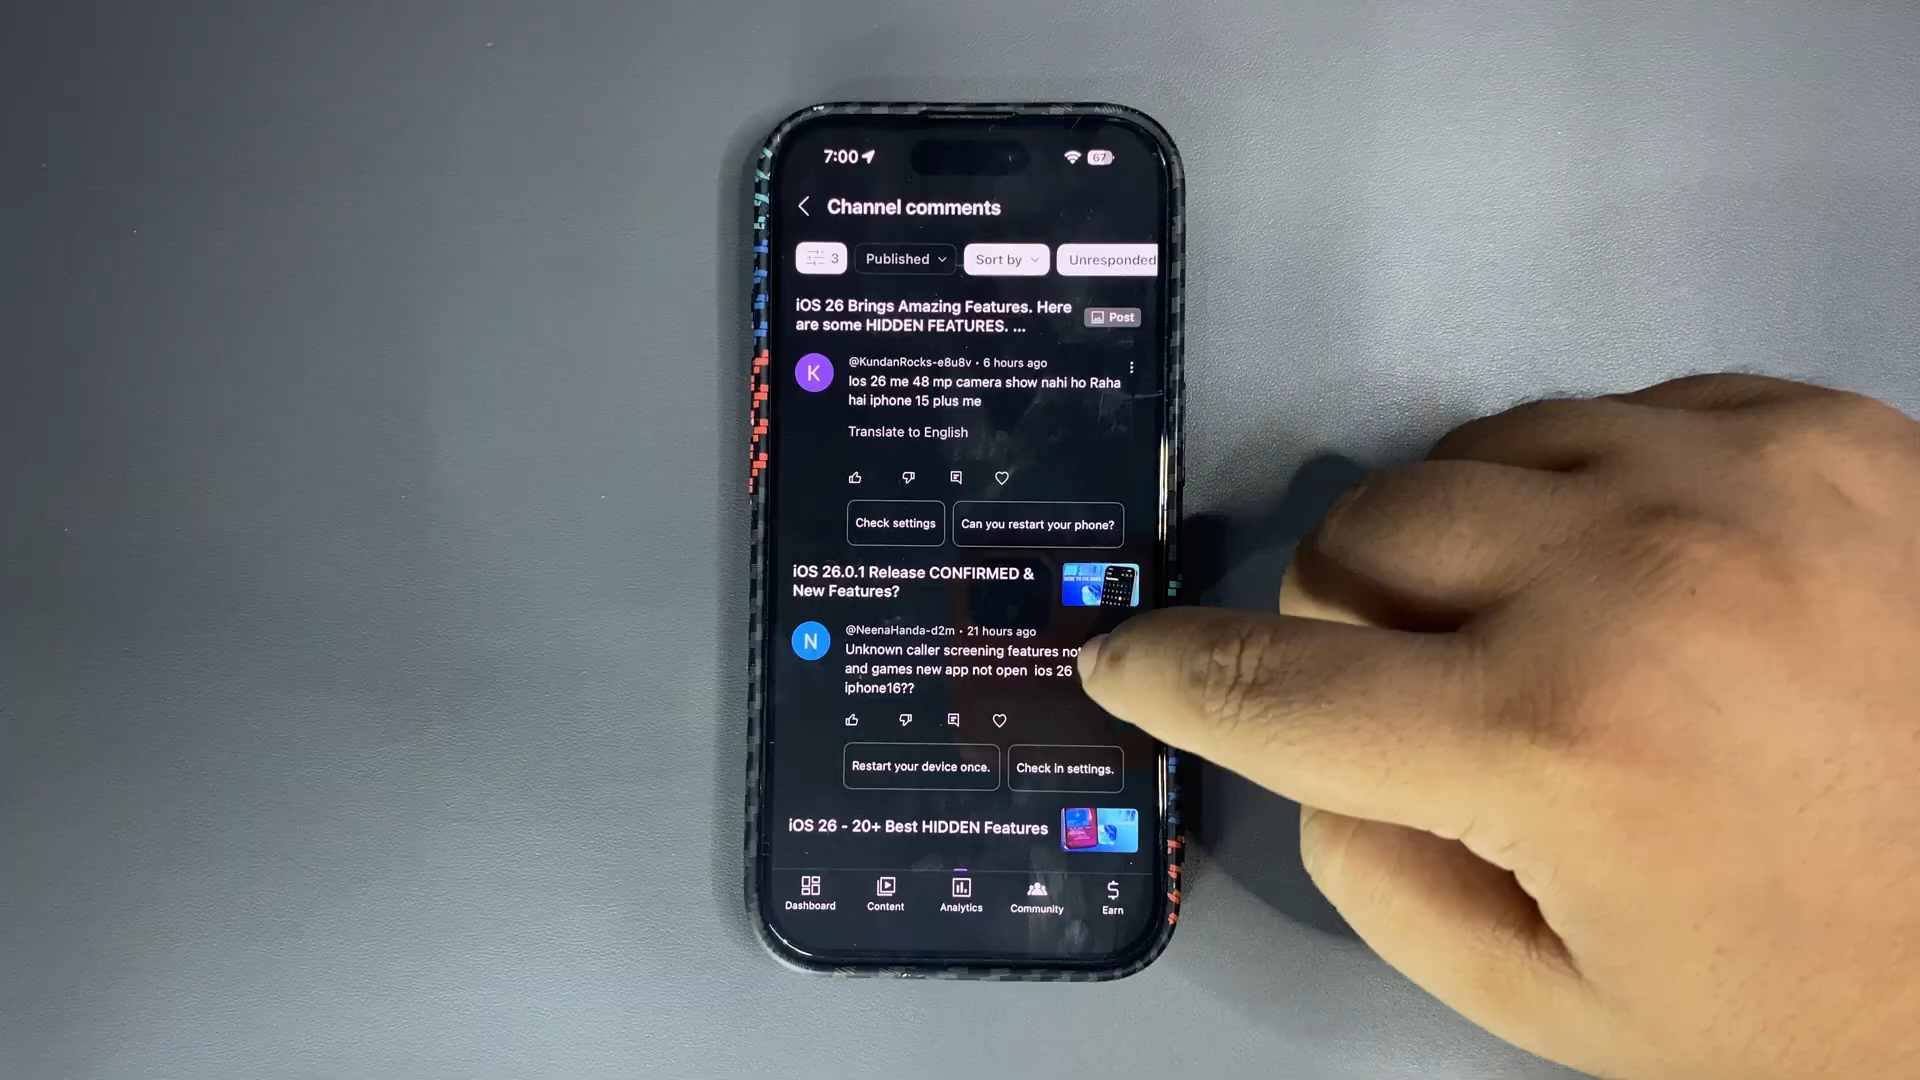 7:00
67
Channel comments
3
Published
Sort by
Unresponded
iOS 26 Brings Amazing Features. Here
are some HIDDEN FEATURES. ...
Post
K
@KundanRocks-e8u8v • 6 hours ago
Ios 26 me 48 mp camera show nahi ho Raha
hai iphone 15 plus me
Translate to English
Check settings
Can you restart your phone?
iOS 26.0.1 Release CONFIRMED &
New Features?
N
@NeenaHanda-d2m • 21 hours ago
Unknown caller screening features not
and games new app not open ios 26
iphone16??
Restart your device once.
Check in settings.
iOS 26 - 20+ Best HIDDEN Features
Dashboard
Content
Analytics
Community
Earn